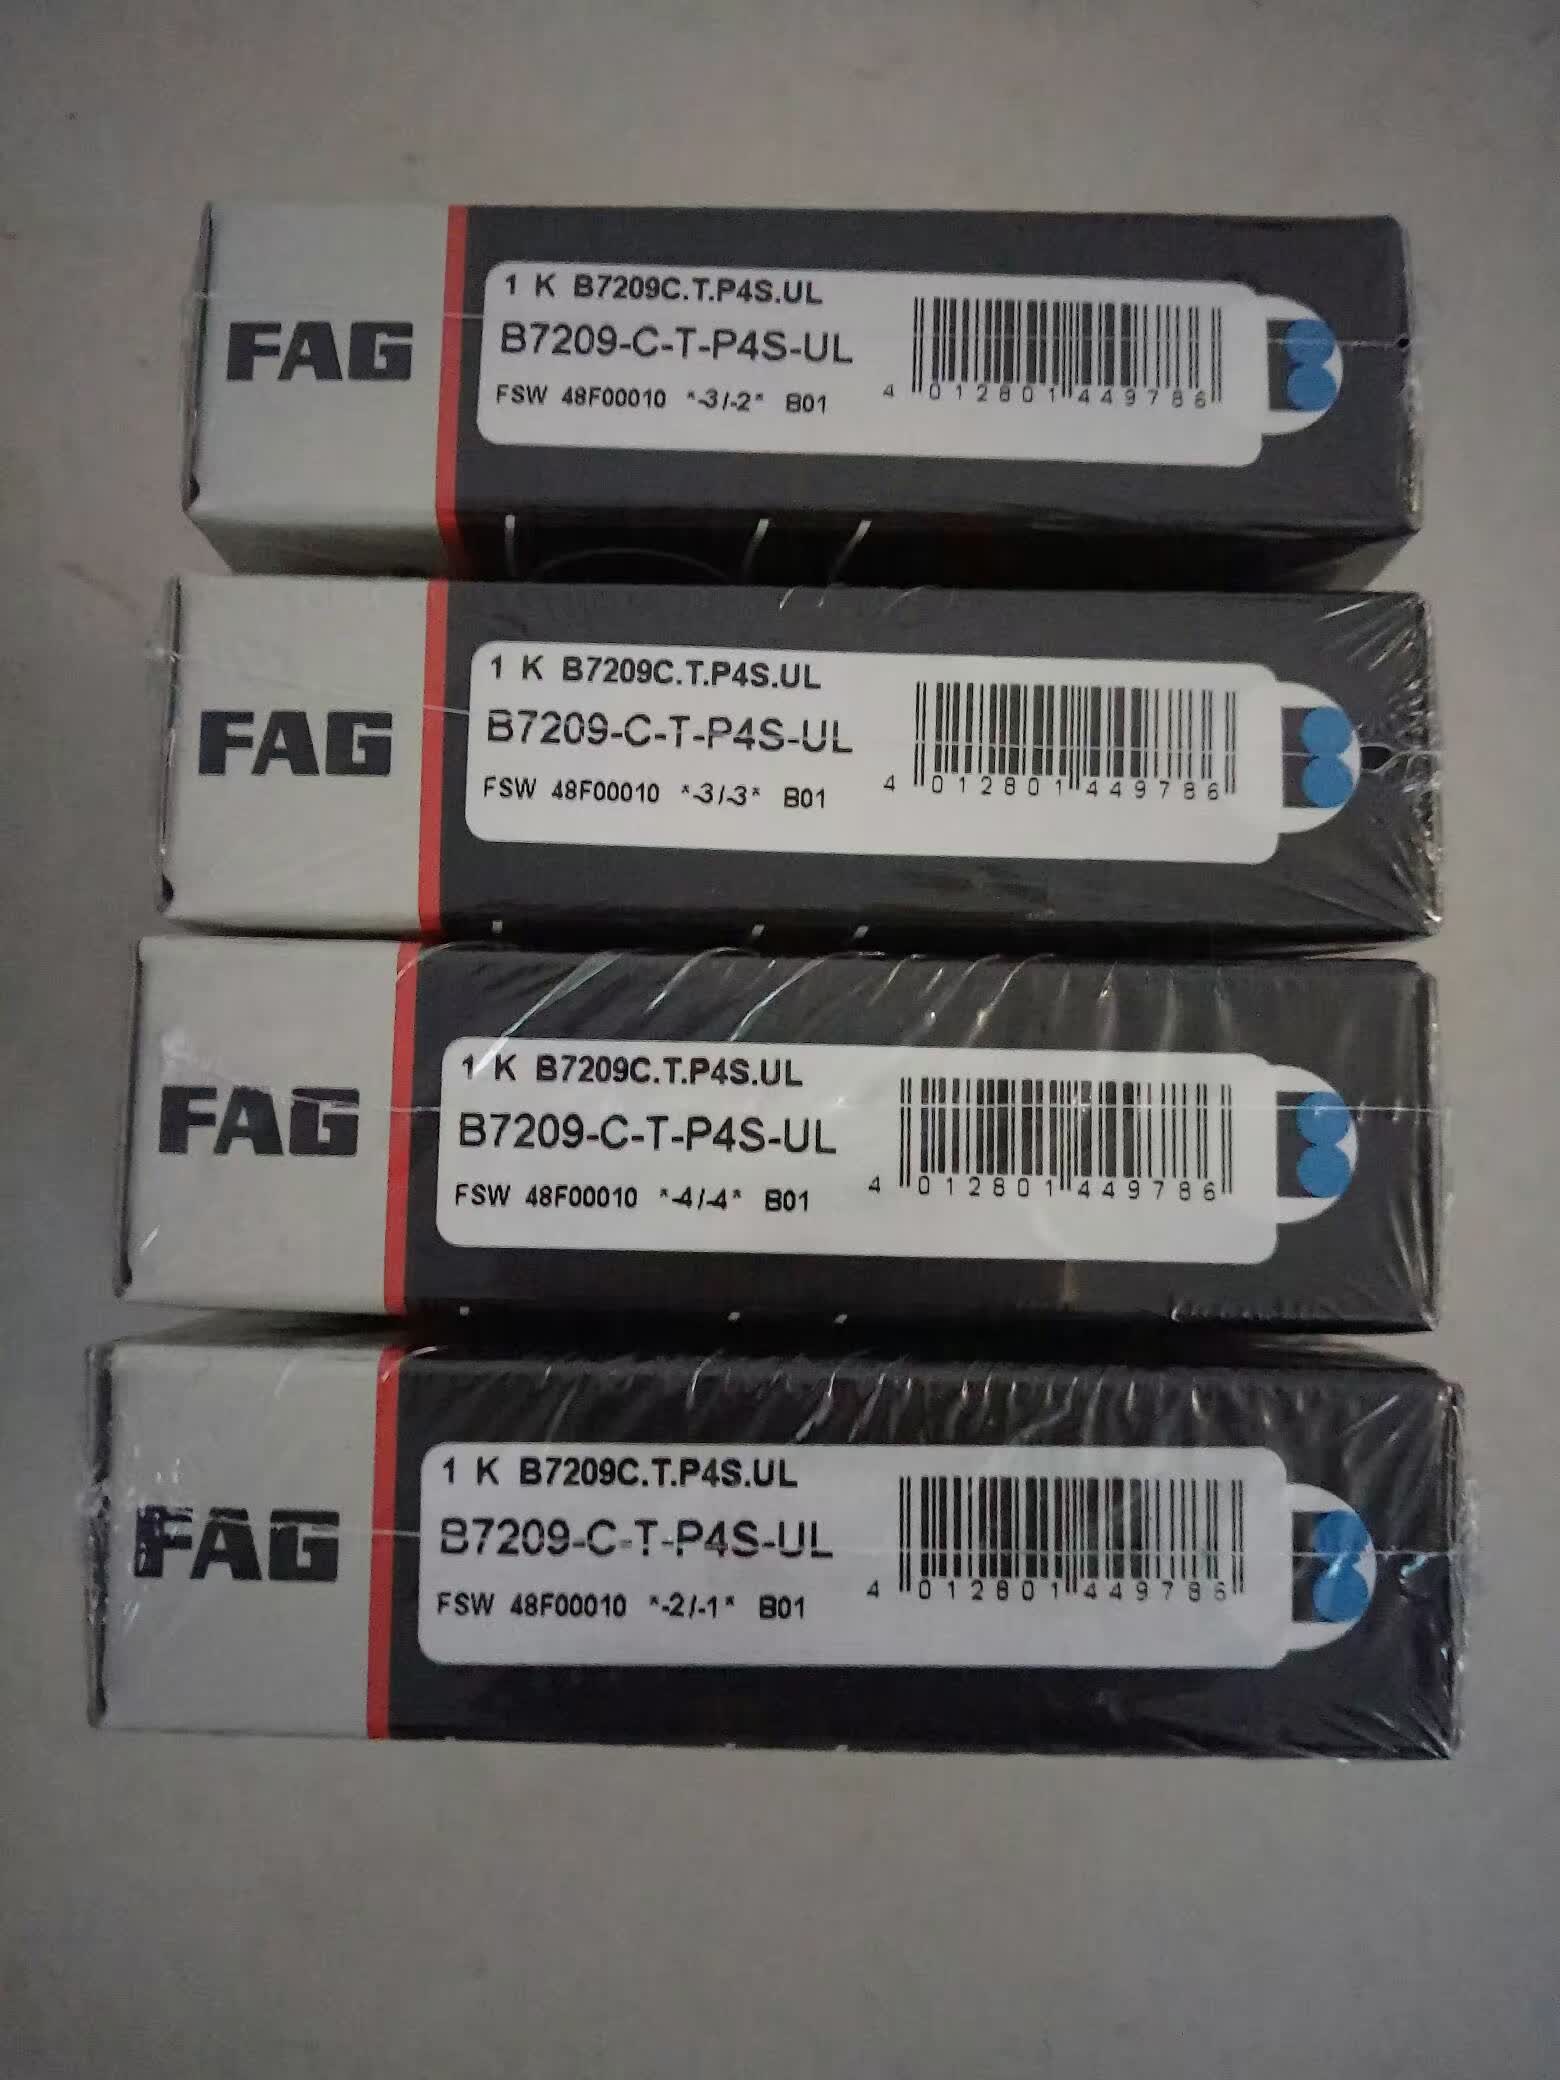 FAG
1 K B7209C.T.P4S.UL
B7209-C-T-P4S-UL
FSW 48F00010 *-3/-2* B01
4 012801 449786
FAG
1 K B7209C.T.P4S.UL
B7209-C-T-P4S-UL
FSW 48F00010 *-3/-3* B01
4 012801 449786
FAG
1 K B7209C.T.P4S.UL
B7209-C-T-P4S-UL
FSW 48F00010 *-4/-4* B01
4 012801 449786
FAG
1 K B7209C.T.P4S.UL
B7209-C-T-P4S-UL
FSW 48F00010 *-2/-1* B01
4 012801 449786